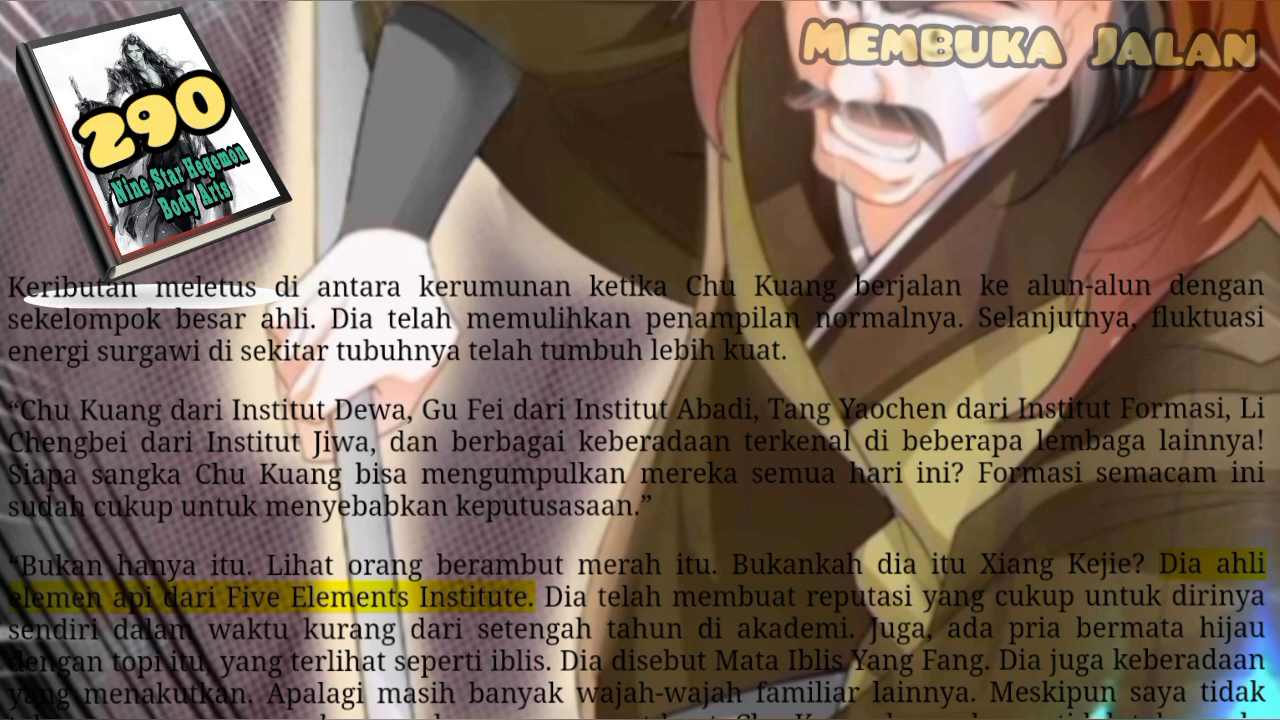 Membuka Jalan
290
Nine Star Hegemon
Body Arts
Keributan meletus di antara kerumunan ketika Chu Kuang berjalan ke alun-alun dengan
sekelompok besar ahli. Dia telah memulihkan penampilan normalnya. Selanjutnya, fluktuasi
energi surgawi di sekitar tubuhnya telah tumbuh lebih kuat.
“Chu Kuang dari Institut Dewa, Gu Fei dari Institut Abadi, Tang Yaochen dari Institut Formasi, Li
Chengbei dari Institut Jiwa, dan berbagai keberadaan terkenal di beberapa lembaga lainnya!
Siapa sangka Chu Kuang bisa mengumpulkan mereka semua hari ini? Formasi semacam ini
sudah cukup untuk menyebabkan keputusasaan.”
“Bukan hanya itu. Lihat orang berambut merah itu. Bukankah dia itu Xiang Kejie? Dia ahli
elemen api dari Five Elements Institute. Dia telah membuat reputasi yang cukup untuk dirinya
sendiri dalam waktu kurang dari setengah tahun di akademi. Juga, ada pria bermata hijau
dengan topi itu, yang terlihat seperti iblis. Dia disebut Mata Iblis Yang Fang. Dia juga keberadaan
yang menakutkan. Apalagi masih banyak wajah-wajah familiar lainnya. Meskipun saya tidak